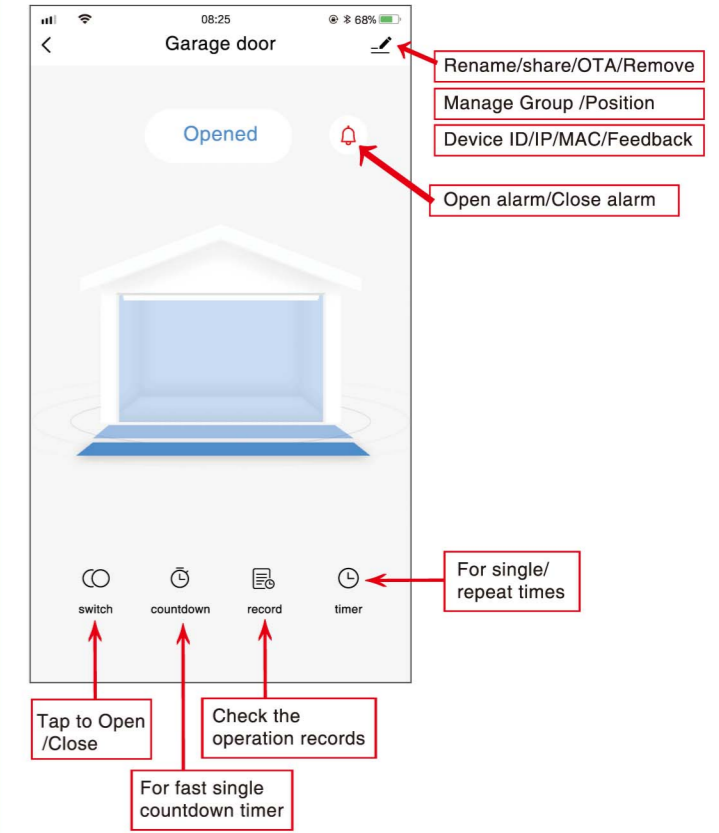 08:25
68%
Garage door
Rename/share/OTA/Remove
Manage Group /Position
Device ID/IP/MAC/Feedback
Opened
Open alarm/Close alarm
For single/
repeat times
switch
countdown
record
timer
Tap to Open
/Close
Check the
operation records
For fast single
countdown timer